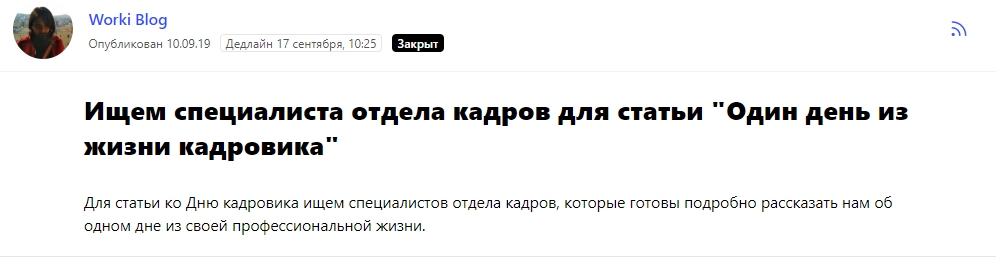 Worki Blog
Опубликован 10.09.19 Дедлайн 17 сентября, 10:25 Закрыт
Ищем специалиста отдела кадров для статьи "Один день из
жизни кадровика"
Для статьи ко Дню кадровика ищем специалистов отдела кадров, которые готовы подробно рассказать нам об
одном дне из своей профессиональной жизни.